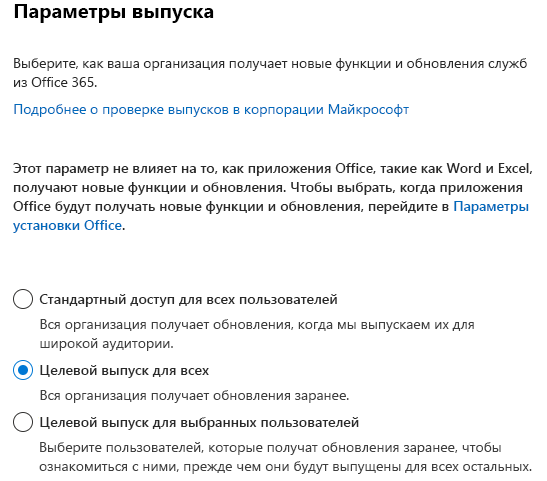 Параметры выпуска
Выберите, как ваша организация получает новые функции и обновления служб
из Office 365.
Подробнее о проверке выпусков в корпорации Майкрософт
Этот параметр не влияет на то, как приложения Office, такие как Word и Excel,
получают новые функции и обновления. Чтобы выбрать, когда приложения
Office будут получать новые функции и обновления, перейдите в Параметры
установки Office.
Стандартный доступ для всех пользователей
Вся организация получает обновления, когда мы выпускаем их для
широкой аудитории.
Целевой выпуск для всех
Вся организация получает обновления заранее.
Целевой выпуск для выбранных пользователей
Выберите пользователей, которые получат обновления заранее, чтобы
ознакомиться с ними, прежде чем они будут выпущены для всех остальных.